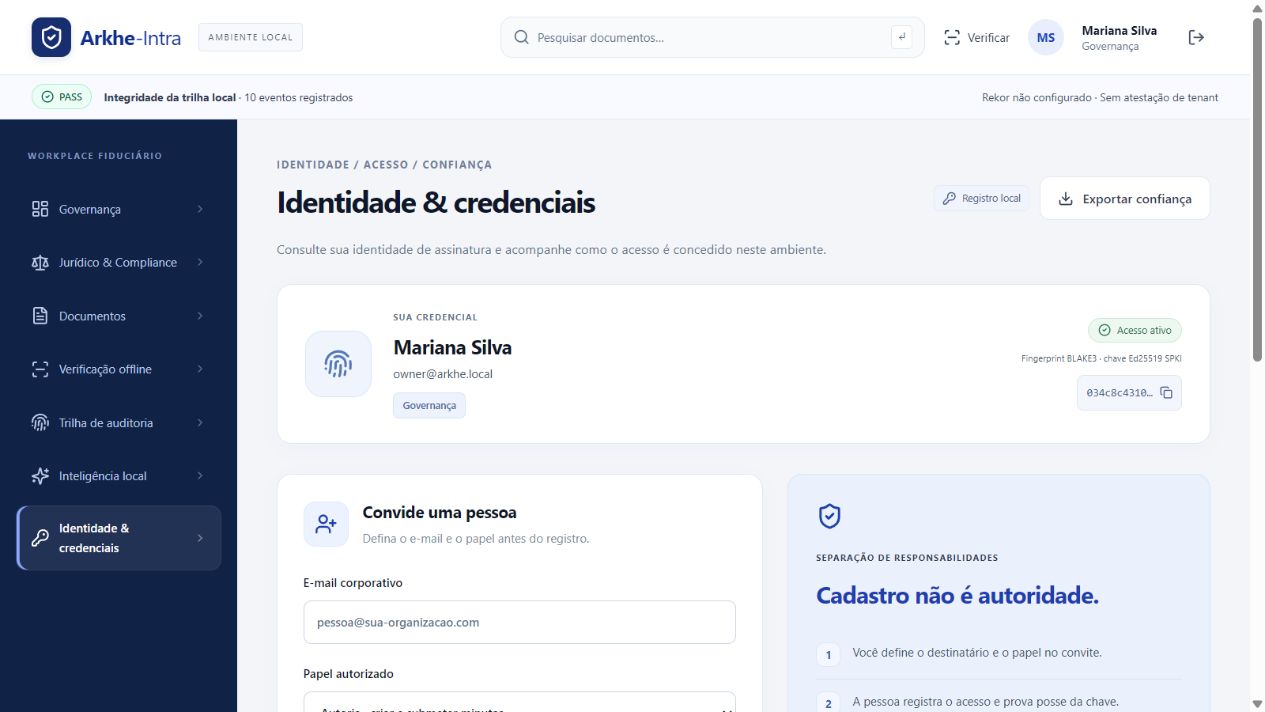 Arkhe-Intra
AMBIENTE LOCAL
Pesquisar documentos...
Verificar
MS
Mariana Silva
Governança
PASS
Integridade da trilha local · 10 eventos registrados
Rekor não configurado · Sem atestação de tenant
WORKPLACE FIDUCIÁRIO
Governança
Jurídico & Compliance
Documentos
Verificação offline
Trilha de auditoria
Inteligência local
Identidade &
credenciais
IDENTIDADE / ACESSO / CONFIANÇA
Identidade & credenciais
Registro local
Exportar confiança
Consulte sua identidade de assinatura e acompanhe como o acesso é concedido neste ambiente.
SUA CREDENCIAL
Mariana Silva
owner@arkhe.local
Governança
Acesso ativo
Fingerprint BLAKE3 · chave Ed25519 SPKI
034c8c4310…
Convide uma pessoa
Defina o e-mail e o papel antes do registro.
E-mail corporativo
pessoa@sua-organizacao.com
Papel autorizado
Autoria · criar e submeter minutas
SEPARAÇÃO DE RESPONSABILIDADES
Cadastro não é autoridade.
1 Você define o destinatário e o papel no convite.
2 A pessoa registra o acesso e prova posse da chave.